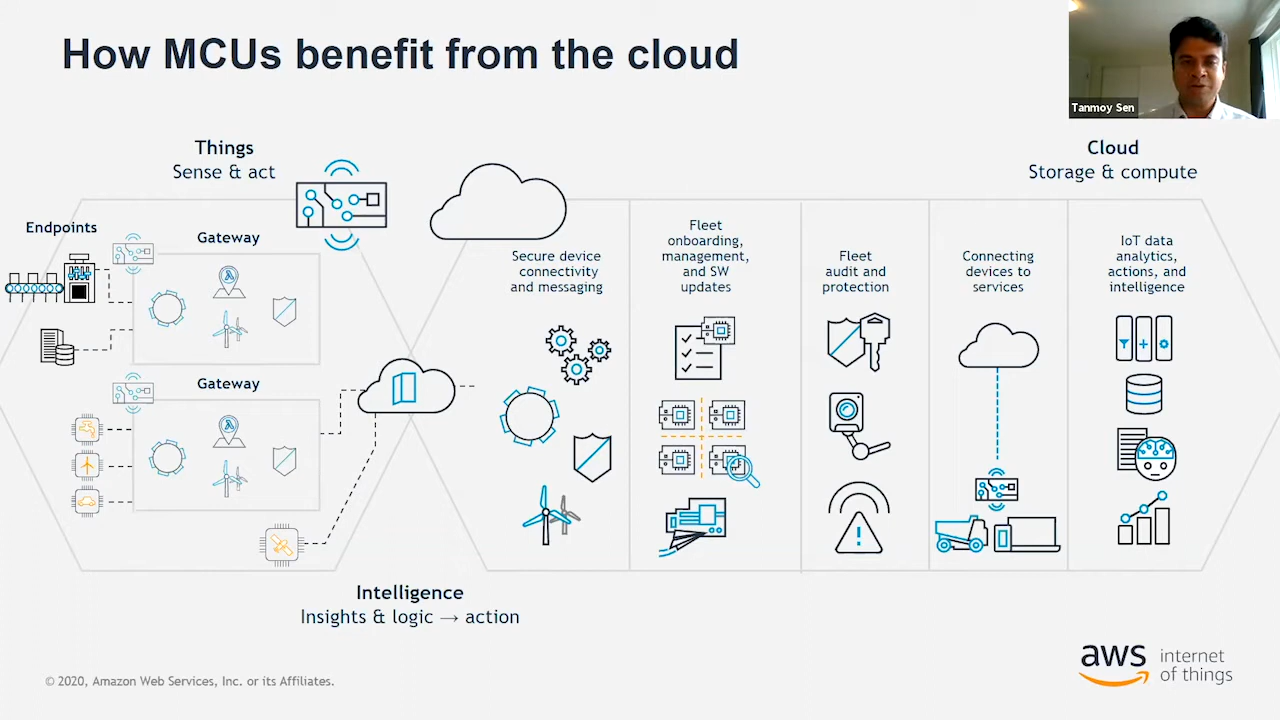 How MCUs benefit from the cloud
Tanmoy Sen
Things
Sense & act
Cloud
Storage & compute
Endpoints
Gateway
Gateway
Secure device
connectivity
and messaging
Fleet
onboarding,
management,
and SW
updates
Fleet
audit and
protection
Connecting
devices to
services
IoT data
analytics,
actions, and
intelligence
Intelligence
Insights & logic → action
© 2020, Amazon Web Services, Inc. or its Affiliates.
aws
internet
of things